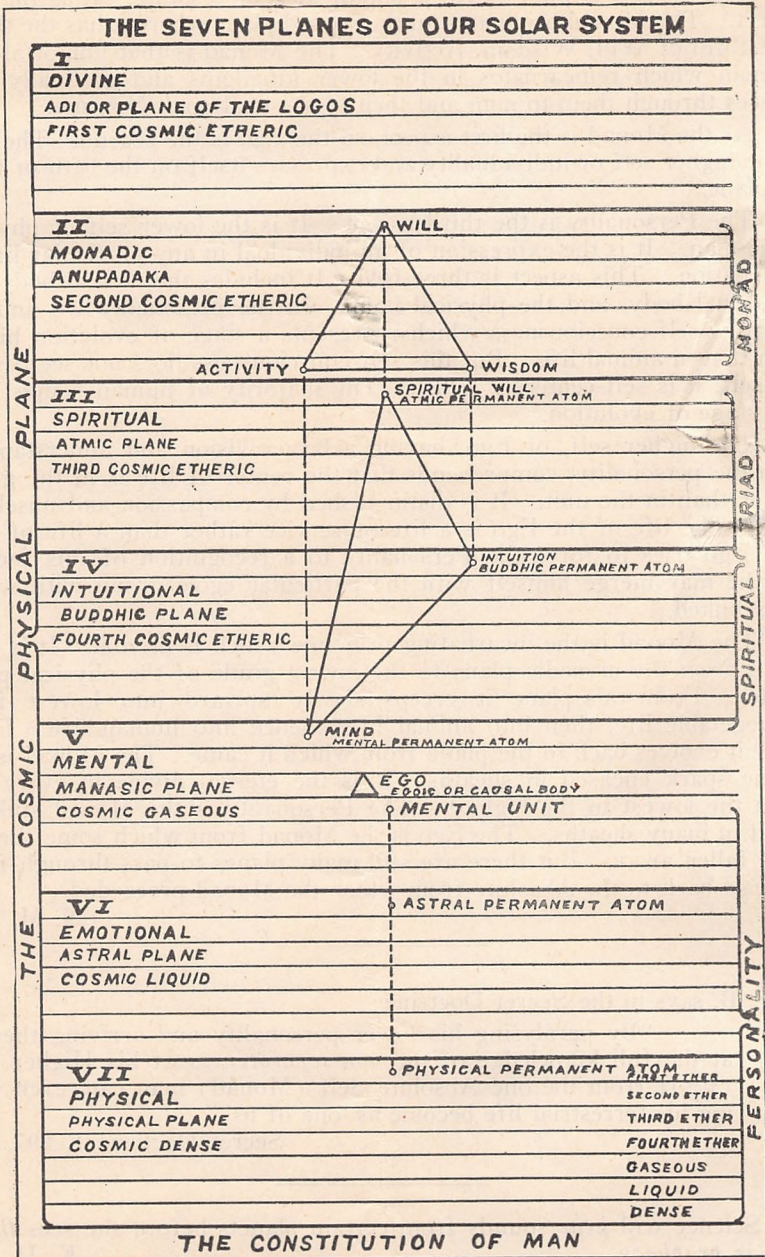 THE SEVEN PLANES OF OUR SOLAR SYSTEM
I
DIVINE
ADI OR PLANE OF THE LOGOS
FIRST COSMIC ETHERIC
II
WILL
MONADIC
ANUPADAKA
SECOND COSMIC ETHERIC
ACTIVITY
WISDOM
MONAD
III
SPIRITUAL WILL
ATMIC PERMANENT ATOM
SPIRITUAL
ATMIC PLANE
THIRD COSMIC ETHERIC
IV
INTUITION
BUDDHIC PERMANENT ATOM
INTUITIONAL
BUDDHIC PLANE
FOURTH COSMIC ETHERIC
SPIRITUAL TRIAD
V
MIND
MENTAL PERMANENT ATOM
MENTAL
MANASIC PLANE
EGO
EGOIC OR CAUSAL BODY
COSMIC GASEOUS
MENTAL UNIT
VI
ASTRAL PERMANENT ATOM
EMOTIONAL
ASTRAL PLANE
COSMIC LIQUID
VII
PHYSICAL PERMANENT ATOM
FIRST ETHER
PHYSICAL
SECOND ETHER
PHYSICAL PLANE
THIRD ETHER
COSMIC DENSE
FOURTH ETHER
GASEOUS
LIQUID
DENSE
PERSONALITY
THE COSMIC PHYSICAL PLANE
THE CONSTITUTION OF MAN